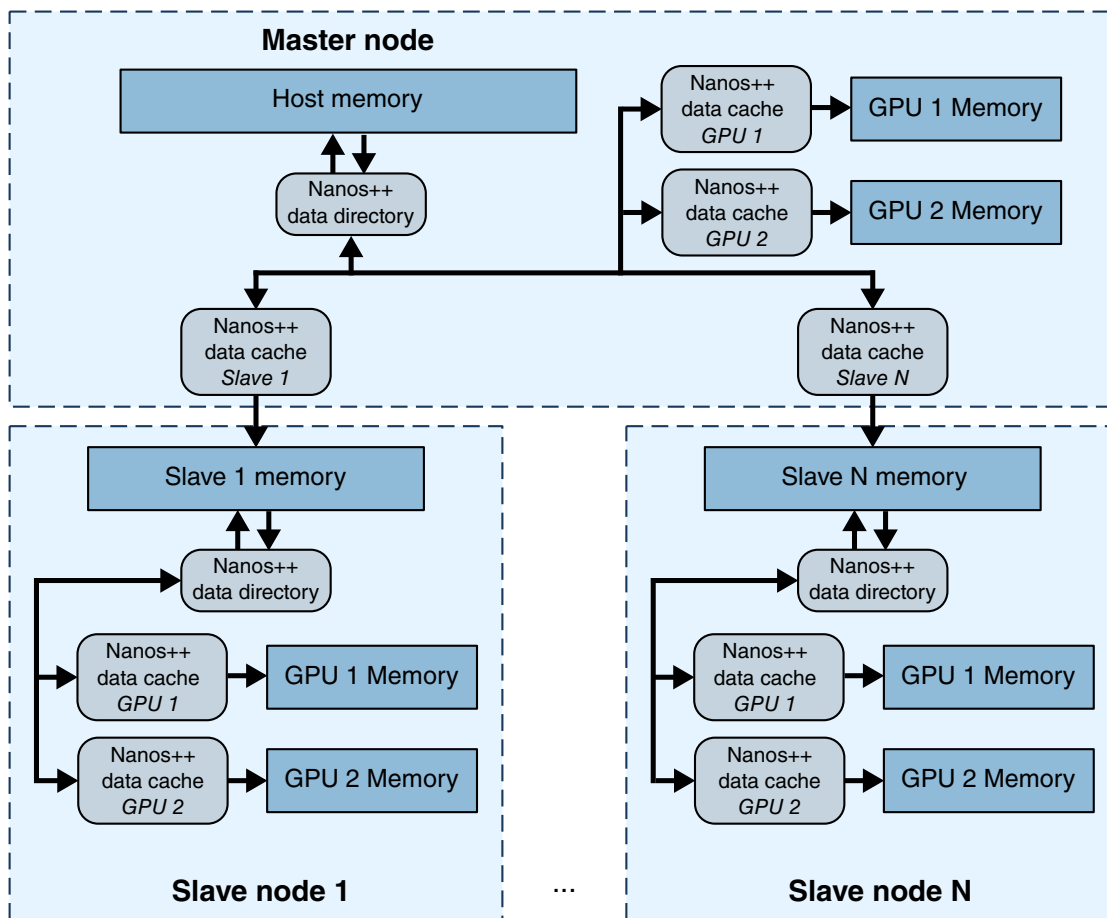 Master node
Host memory
Nanos++
data directory
Nanos++
data cache
GPU 1
GPU 1 Memory
Nanos++
data cache
GPU 2
GPU 2 Memory
Nanos++
data cache
Slave 1
Nanos++
data cache
Slave N
Slave 1 memory
Nanos++
data directory
Nanos++
data cache
GPU 1
GPU 1 Memory
Nanos++
data cache
GPU 2
GPU 2 Memory
Slave node 1
...
Slave N memory
Nanos++
data directory
Nanos++
data cache
GPU 1
GPU 1 Memory
Nanos++
data cache
GPU 2
GPU 2 Memory
Slave node N